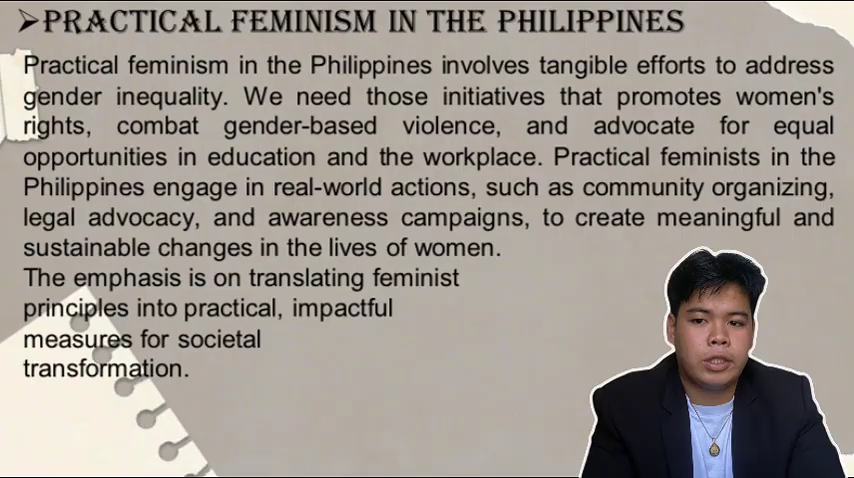 ➢PRACTICAL FEMINISM IN THE PHILIPPINES
Practical feminism in the Philippines involves tangible efforts to address
gender inequality. We need those initiatives that promotes women's
rights, combat gender-based violence, and advocate for equal
opportunities in education and the workplace. Practical feminists in the
Philippines engage in real-world actions, such as community organizing,
legal advocacy, and awareness campaigns, to create meaningful and
sustainable changes in the lives of women.
The emphasis is on translating feminist
principles into practical, impactful
measures for societal
transformation.